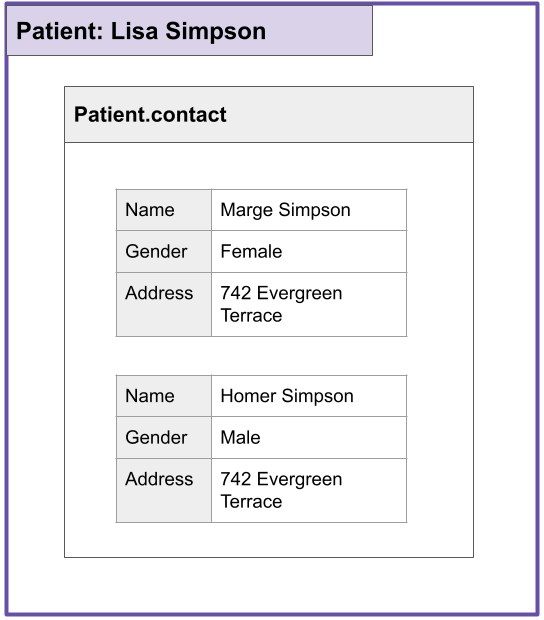 Patient: Lisa Simpson
Patient.contact
Name Marge Simpson
Gender Female
Address 742 Evergreen
Terrace
Name Homer Simpson
Gender Male
Address 742 Evergreen
Terrace